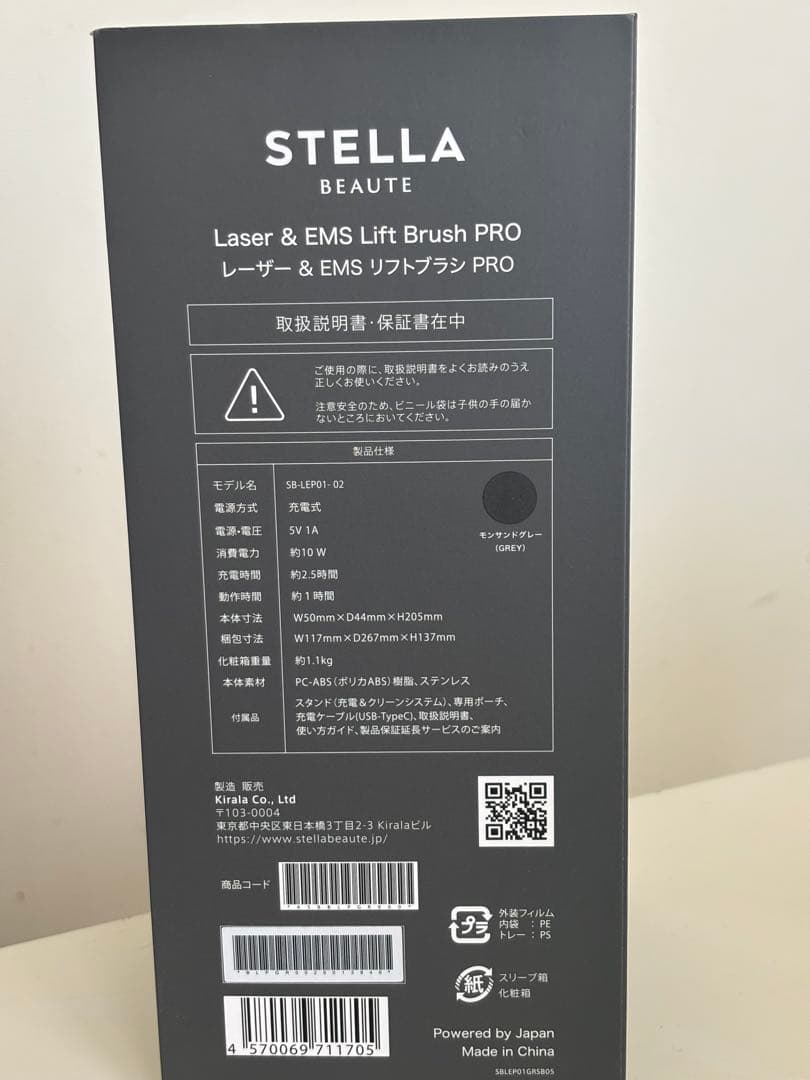 STELLA
BEAUTE
Laser & EMS Lift Brush PRO
レーザー & EMS リフトブラシ PRO
取扱説明書・保証書在中
ご使用の際に、取扱説明書をよくお読みのうえ
正しくお使いください。
注意安全のため、ビニール袋は子供の手の届か
ないところにおいてください。
製品仕様
モデル名 SB-LEP01-02
電源方式 充電式
電源・電圧 5V 1A
消費電力 約10 W
充電時間 約2.5時間
動作時間 約1時間
本体寸法 W50mm×D44mm×H205mm
梱包寸法 W117mm×D267mm×H137mm
化粧箱重量 約1.1kg
本体素材 PC-ABS(ポリカABS)樹脂、ステンレス
付属品 スタンド(充電&クリーンシステム)、専用ポーチ、
充電ケーブル(USB-TypeC)、取扱説明書、
使い方ガイド、製品保証延長サービスのご案内
モンサンドグレー
(GREY)
製造 販売
Kirala Co., Ltd
〒103-0004
東京都中央区東日本橋3丁目2-3 Kiralaビル
https://www.stellabeaute.jp/
商品コード
4 570069 711705
プラ
外装フィルム
内袋 : PE
トレー : PS
紙
スリーブ箱
化粧箱
Powered by Japan
Made in China
SBLEP01GRSB05